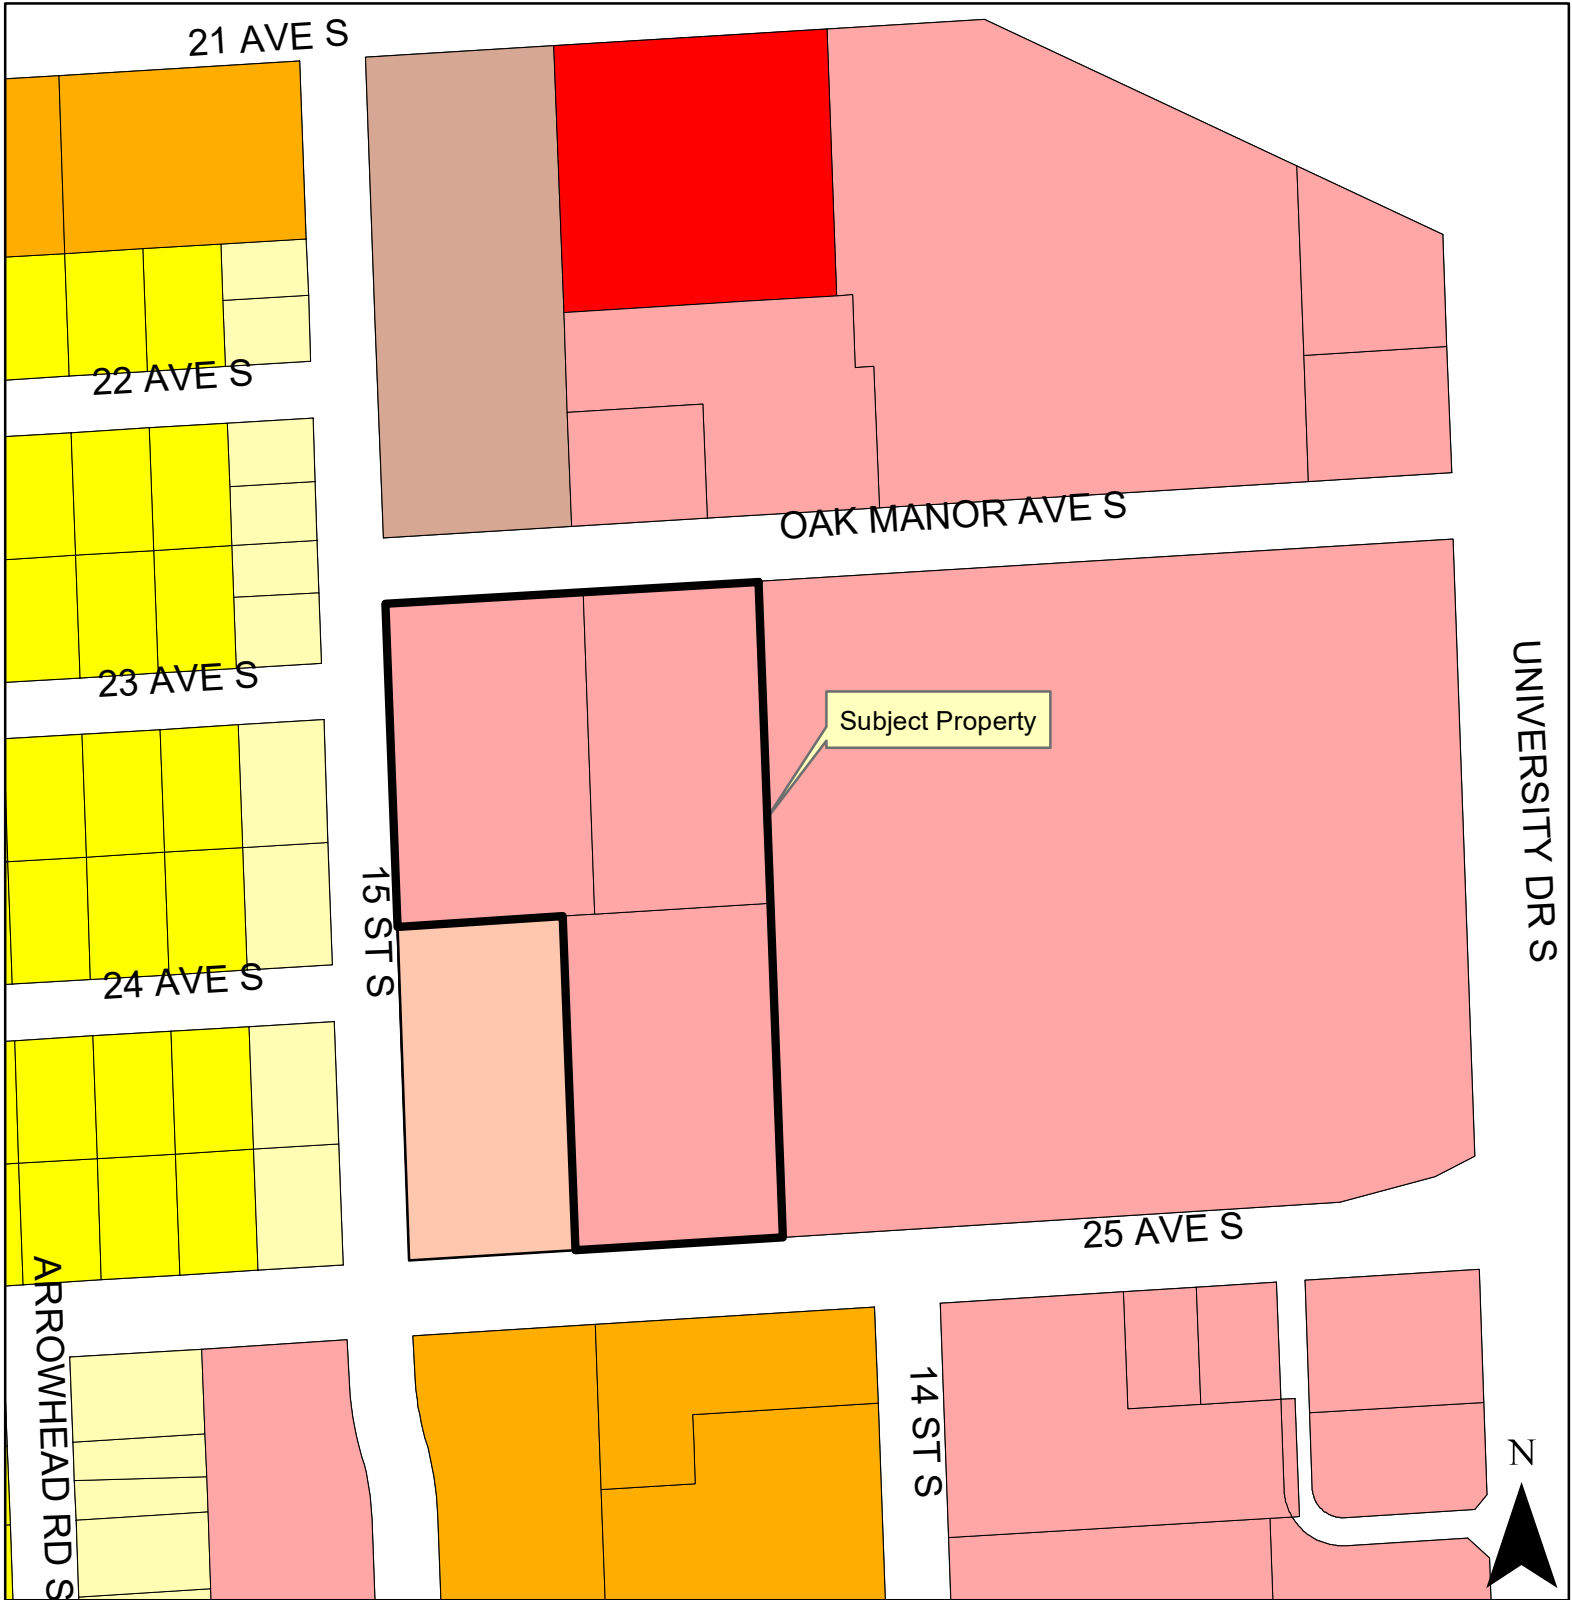 21 AVE S
22 AVE S
OAK MANOR AVE S
23 AVE S
Subject Property
UNIVERSITY DR S
15 ST S
24 AVE S
25 AVE S
ARROWHEAD RD S
14 ST S
N